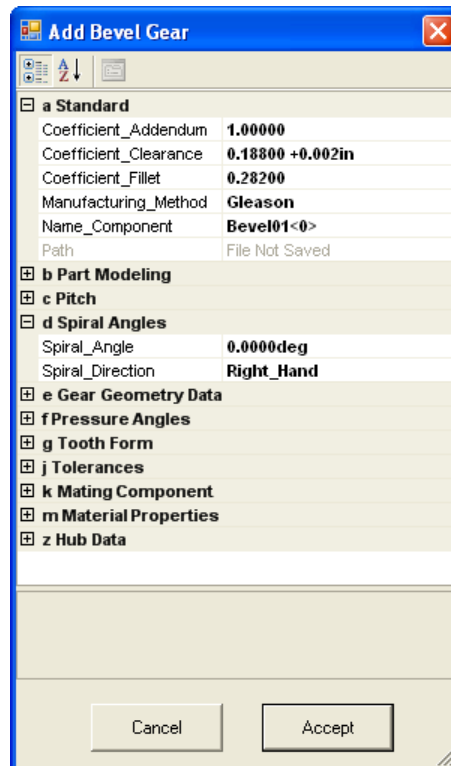 Add Bevel Gear
a Standard
Coefficient_Addendum 1.00000
Coefficient_Clearance 0.18800 +0.002in
Coefficient_Fillet 0.28200
Manufacturing_Method Gleason
Name_Component Bevel01<0>
Path File Not Saved
b Part Modeling
c Pitch
d Spiral Angles
Spiral_Angle 0.0000deg
Spiral_Direction Right_Hand
e Gear Geometry Data
f Pressure Angles
g Tooth Form
j Tolerances
k Mating Component
m Material Properties
z Hub Data
Cancel Accept